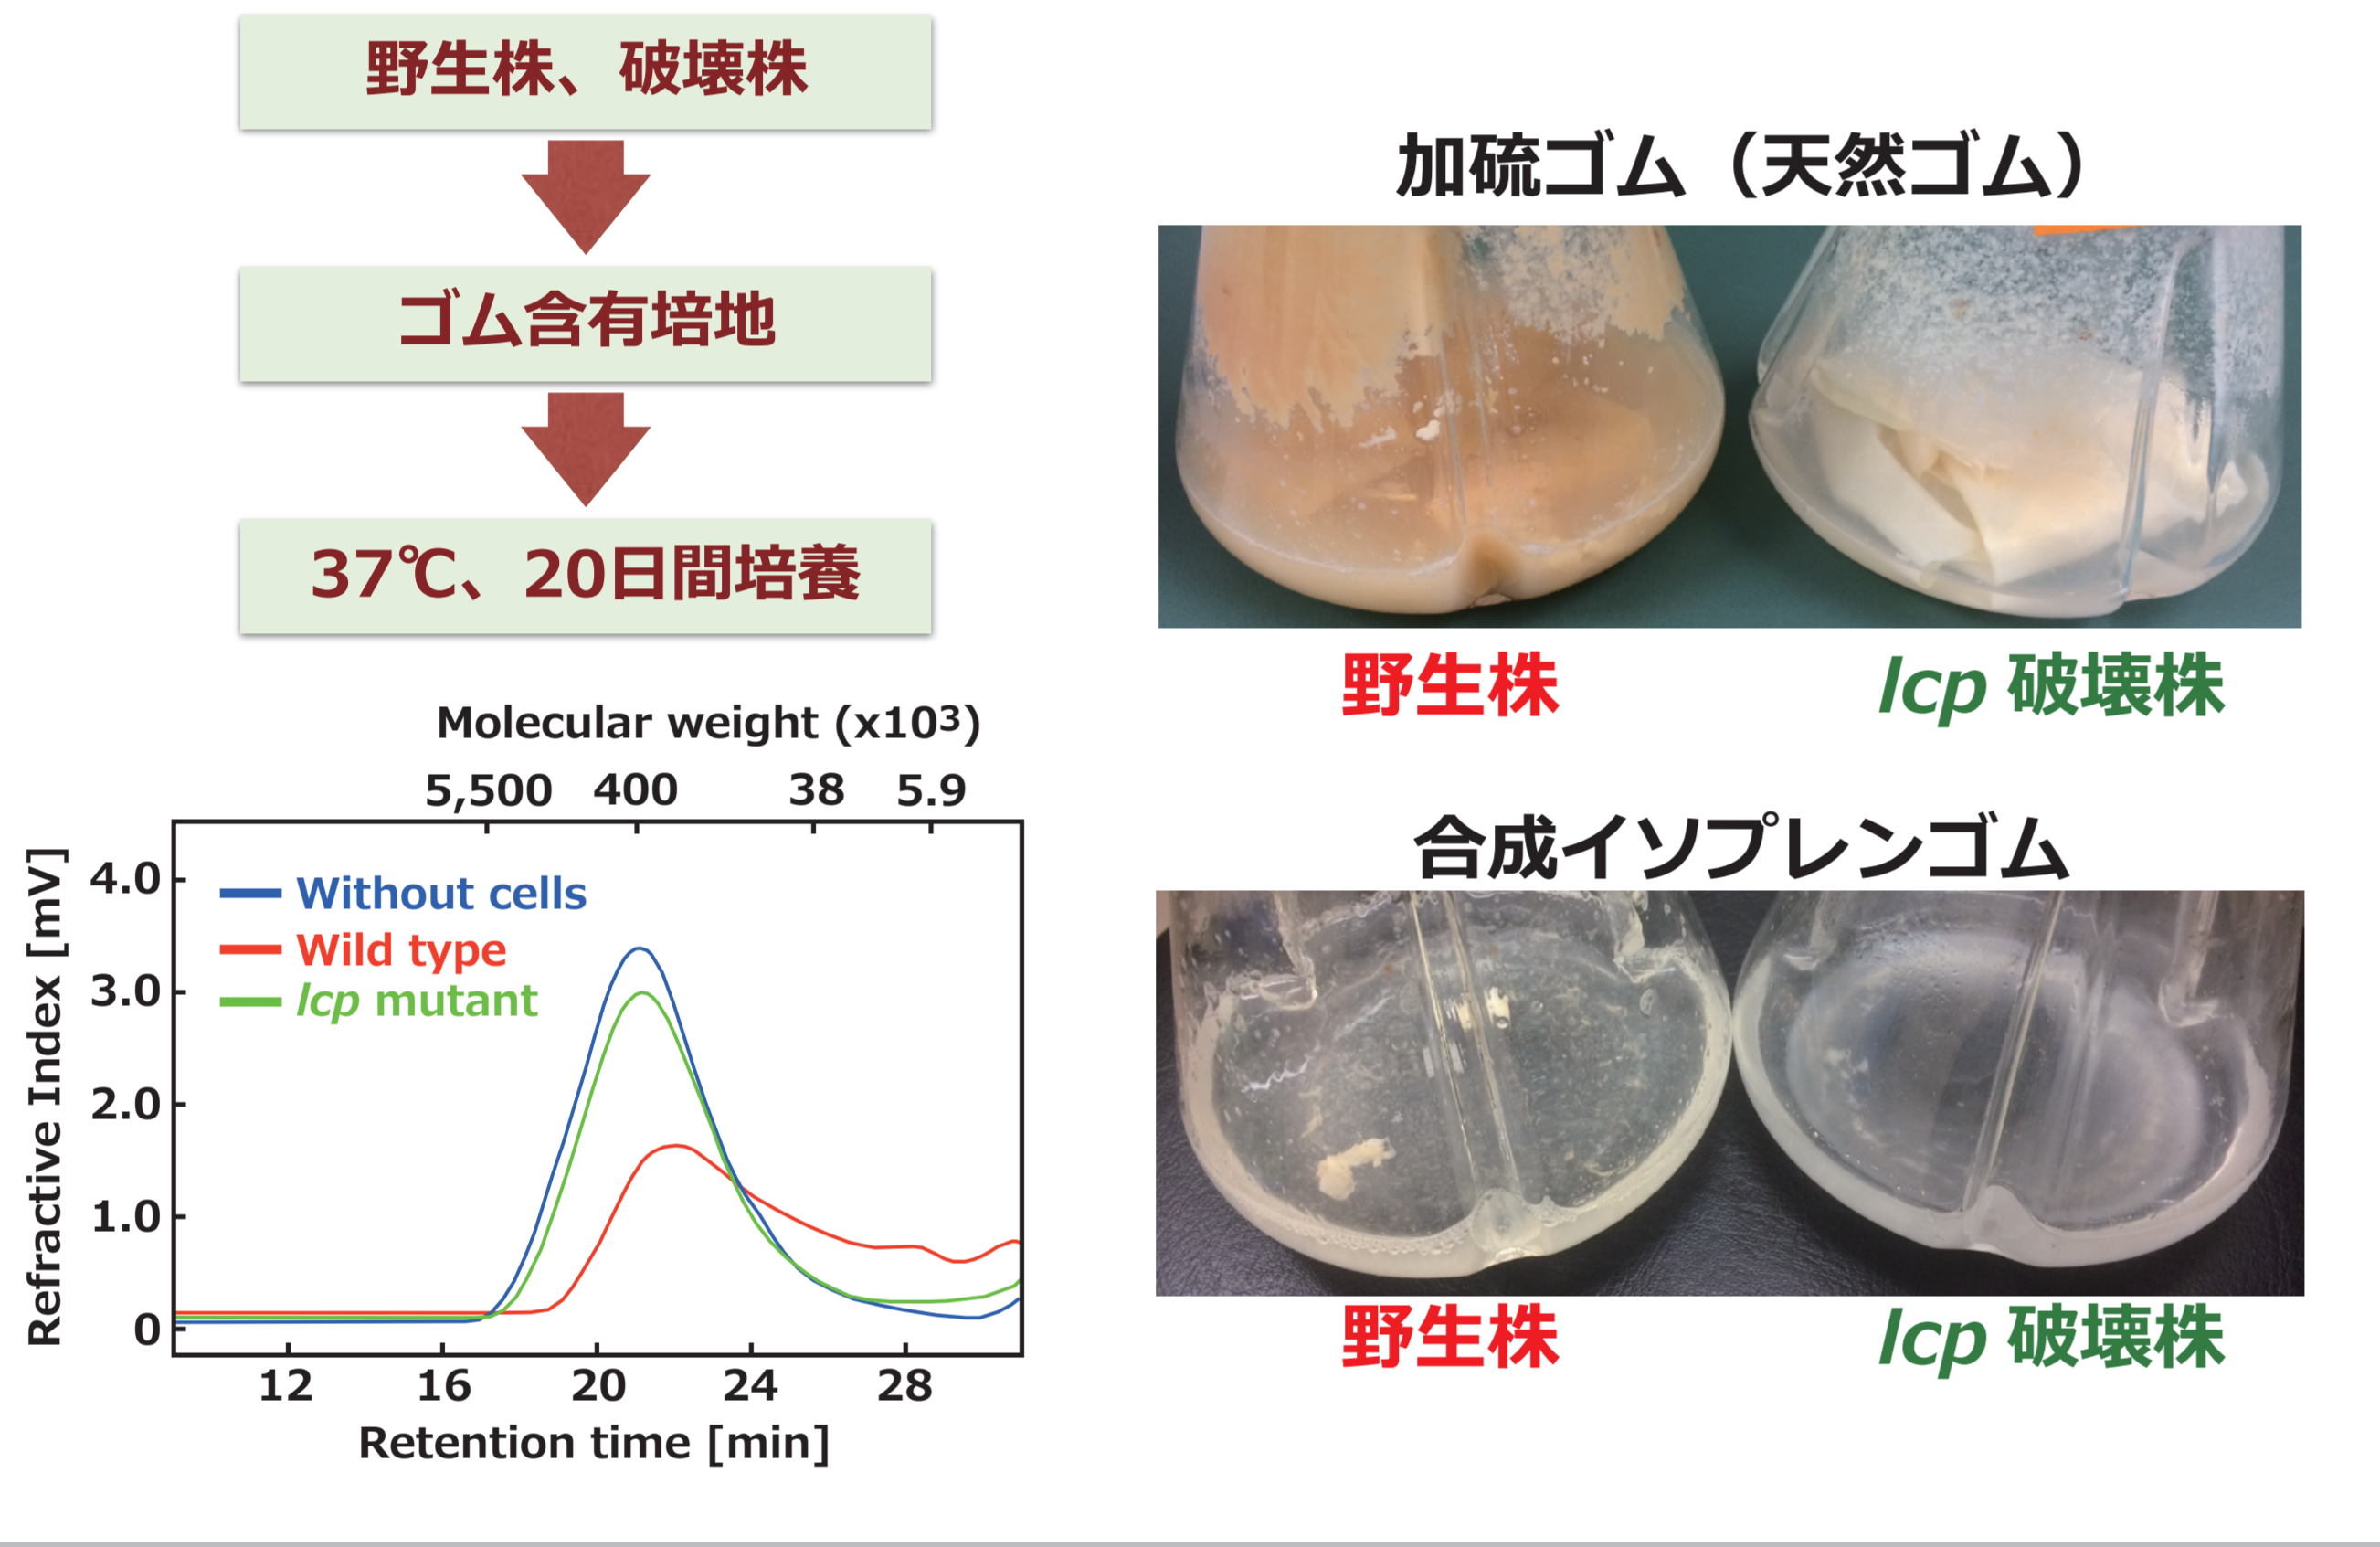 野生株、破壊株
ゴム含有培地
37℃、20日間培養
Molecular weight (x10³)
5,500 400 38 5.9
Refractive Index [mV]
4.0
3.0
2.0
1.0
0
Without cells
Wild type
lcp mutant
12 16 20 24 28
Retention time [min]
加硫ゴム（天然ゴム）
野生株 lcp 破壊株
合成イソプレンゴム
野生株 lcp 破壊株